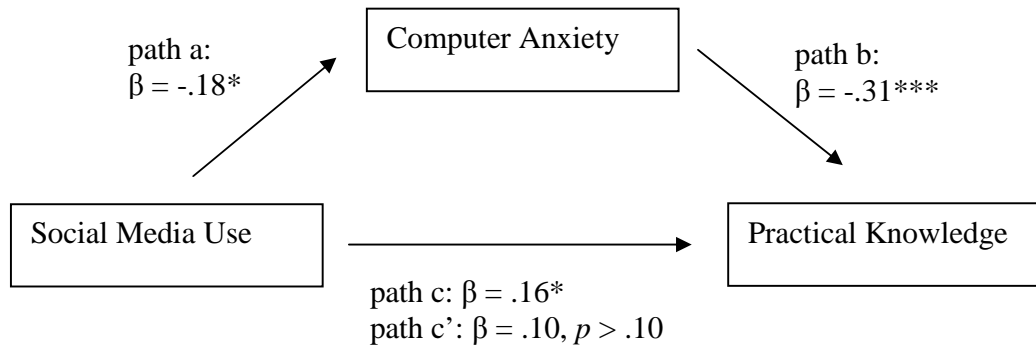 Computer Anxiety
path a:
β = -.18*
path b:
β = -.31***
Social Media Use
Practical Knowledge
path c: β = .16*
path c’: β = .10, p > .10